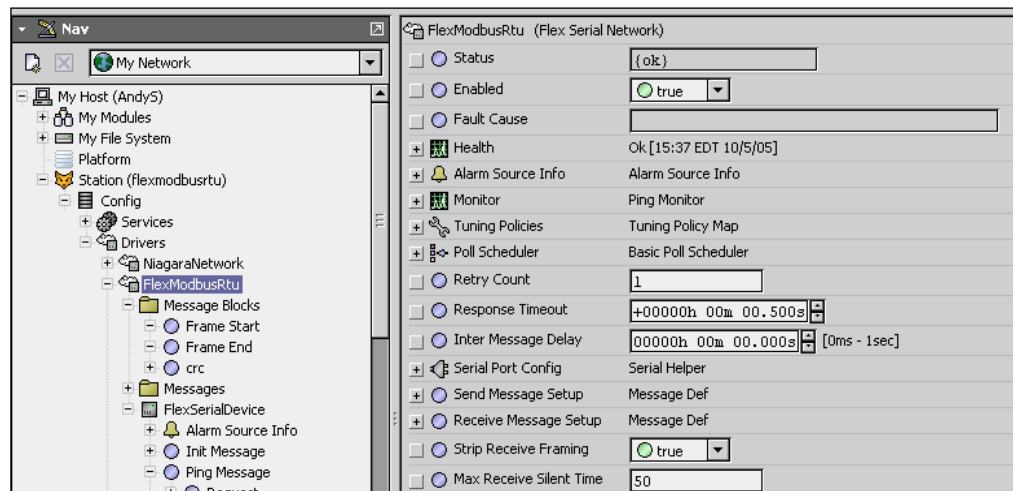 Nav
My Network
My Host (AndyS)
My Modules
My File System
Platform
Station (flexmodbusrtu)
Config
Services
Drivers
NiagaraNetwork
FlexModbusRtu
Message Blocks
Frame Start
Frame End
crc
Messages
FlexSerialDevice
Alarm Source Info
Init Message
Ping Message
Request
FlexModbusRtu (Flex Serial Network)
Status {ok}
Enabled true
Fault Cause
Health Ok [15:37 EDT 10/5/05]
Alarm Source Info Alarm Source Info
Monitor Ping Monitor
Tuning Policies Tuning Policy Map
Poll Scheduler Basic Poll Scheduler
Retry Count 1
Response Timeout +00000h 00m 00.500s
Inter Message Delay 00000h 00m 00.000s [0ms - 1sec]
Serial Port Config Serial Helper
Send Message Setup Message Def
Receive Message Setup Message Def
Strip Receive Framing true
Max Receive Silent Time 50